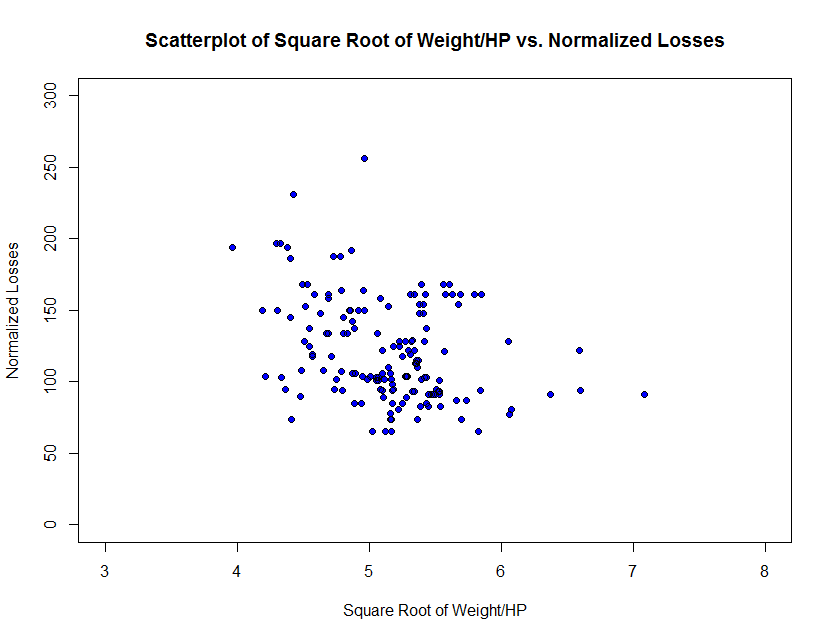 Scatterplot of Square Root of Weight/HP vs. Normalized Losses
300
250
200
150
100
50
0
Normalized Losses
3 4 5 6 7 8
Square Root of Weight/HP